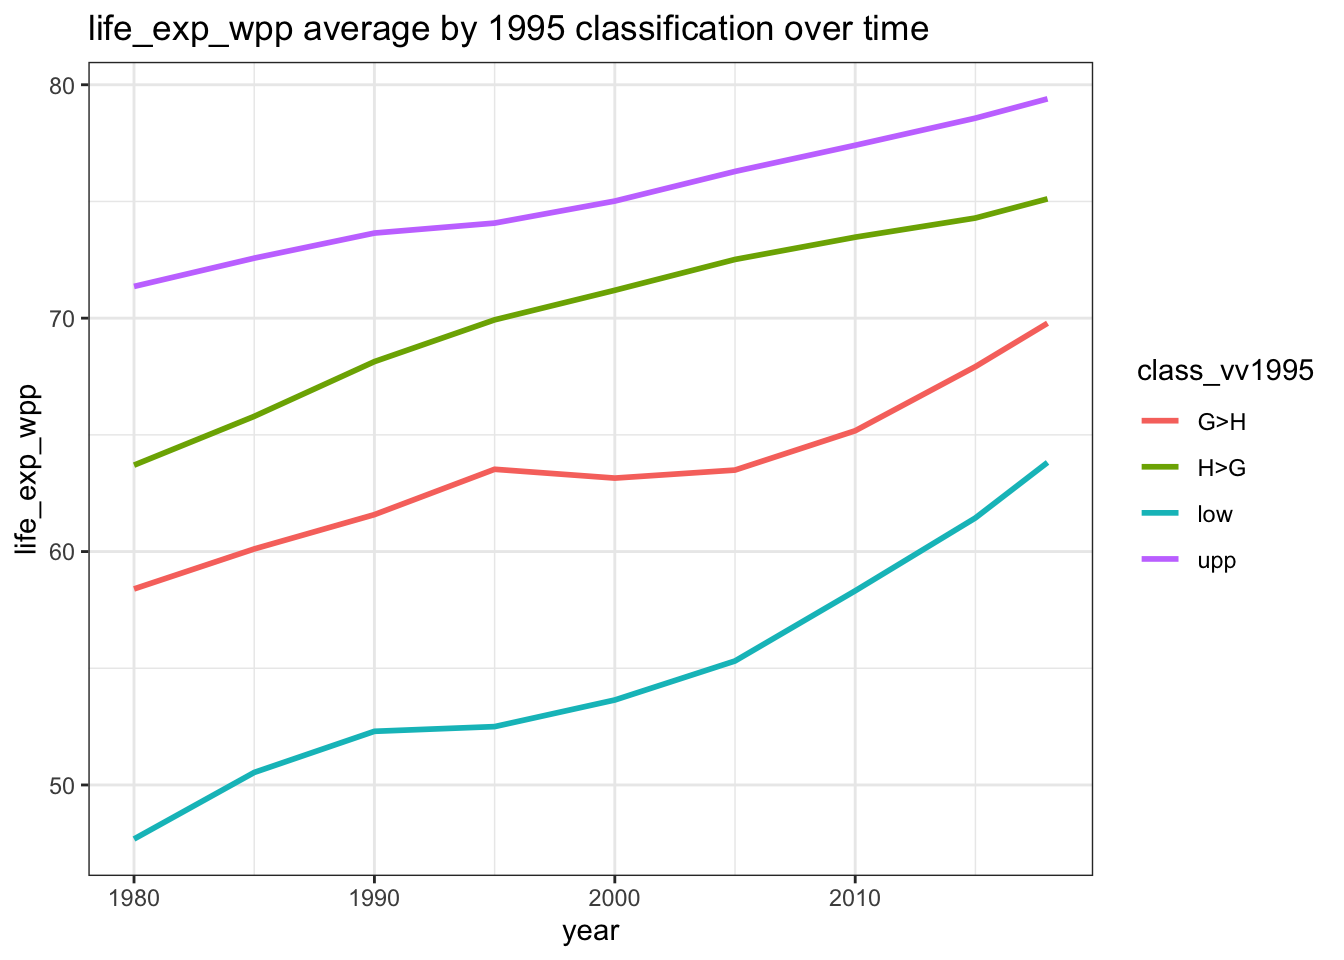 life_exp_wpp average by 1995 classification over time
80
70
60
50
life_exp_wpp
1980 1990 2000 2010
year
class_vv1995
G>H
H>G
low
upp